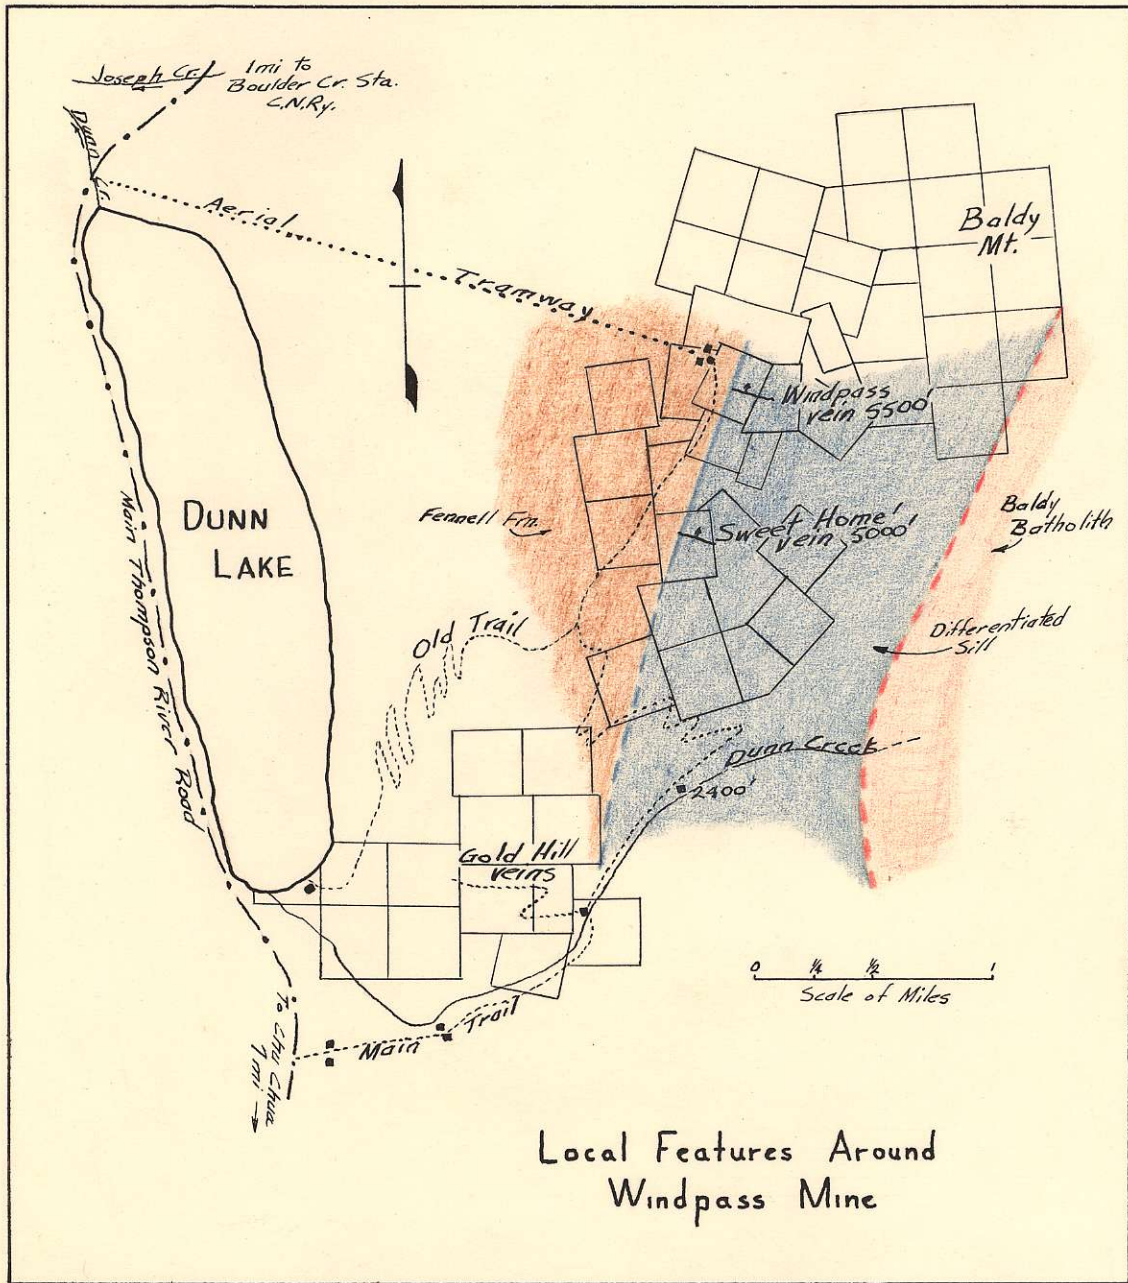 Joseph Cr.
1mi to
Boulder Cr. Sta.
C.N.Ry.
Dunn Cr.
Aerial
Tramway
Baldy
Mt.
Windpass
vein 5500'
Fennell Frm.
Sweet Home'
vein 5000'
Baldy
Batholith
DUNN
LAKE
Main Thompson River Road
Old Trail
Differentiated
Sill
Dunn Creek
2400'
Gold Hill
veins
0 1/4 1/2 1
Scale of Miles
Main Trail
To Chu Chua
7mi →
Local Features Around
Windpass Mine